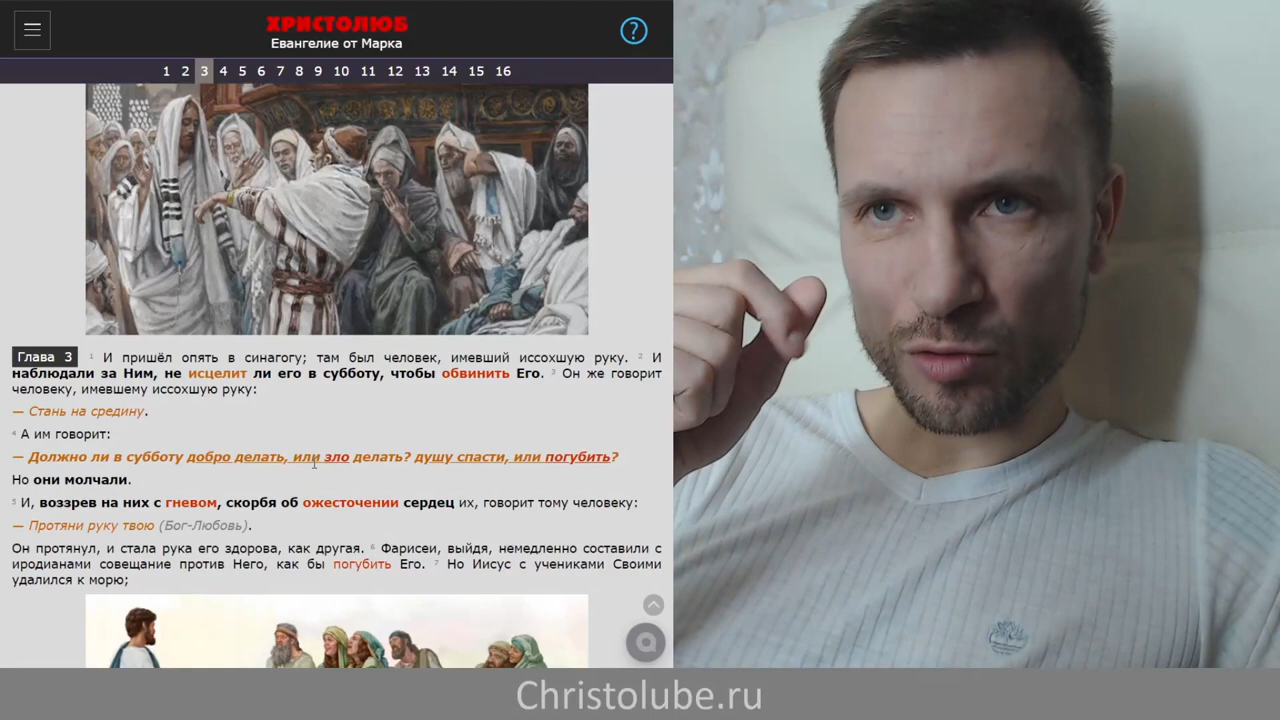 ХРИСТОЛЮБ
Евангелие от Марка
?
1 2 3 4 5 6 7 8 9 10 11 12 13 14 15 16
Глава 3 1 И пришёл опять в синагогу; там был человек, имевший иссохшую руку. 2 И
наблюдали за Ним, не исцелит ли его в субботу, чтобы обвинить Его. 3 Он же говорит
человеку, имевшему иссохшую руку:
— Стань на средину.
4 А им говорит:
— Должно ли в субботу добро делать, или зло делать? душу спасти, или погубить?
Но они молчали.
5 И, воззрев на них с гневом, скорбя об ожесточении сердец их, говорит тому человеку:
— Протяни руку твою (Бог-Любовь).
Он протянул, и стала рука его здорова, как другая. 6 Фарисеи, выйдя, немедленно составили с
иродианами совещание против Него, как бы погубить Его. 7 Но Иисус с учениками Своими
удалился к морю;
Christolube.ru